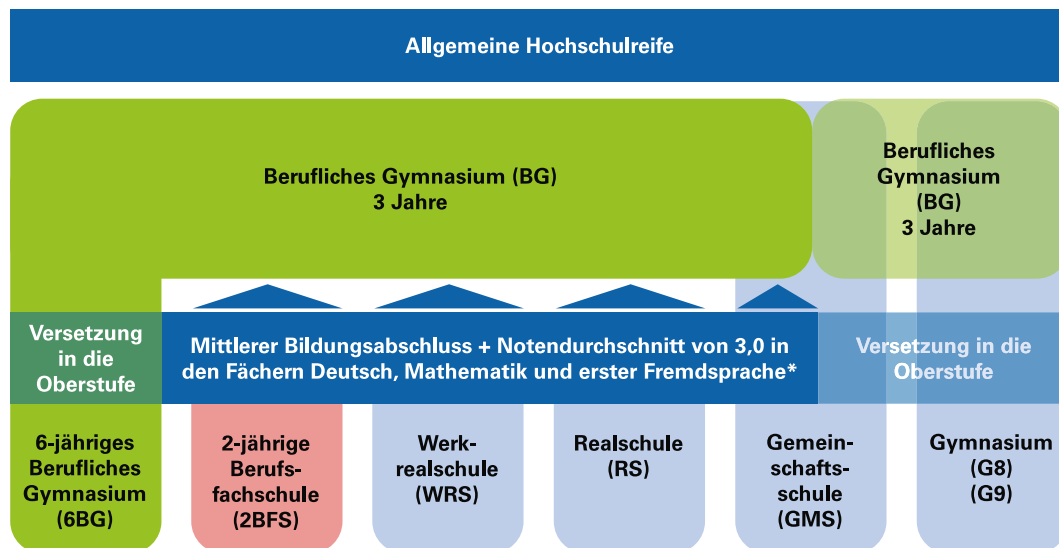 Allgemeine Hochschulreife
Berufliches Gymnasium (BG)
3 Jahre
Berufliches
Gymnasium
(BG)
3 Jahre
Versetzung
in die
Oberstufe
Mittlerer Bildungsabschluss + Notendurchschnitt von 3,0 in
den Fächern Deutsch, Mathematik und erster Fremdsprache*
Versetzung in die
Oberstufe
6-jähriges
Berufliches
Gymnasium
(6BG)
2-jährige
Berufs-
fachschule
(2BFS)
Werk-
realschule
(WRS)
Realschule
(RS)
Gemein-
schafts-
schule
(GMS)
Gymnasium
(G8)
(G9)